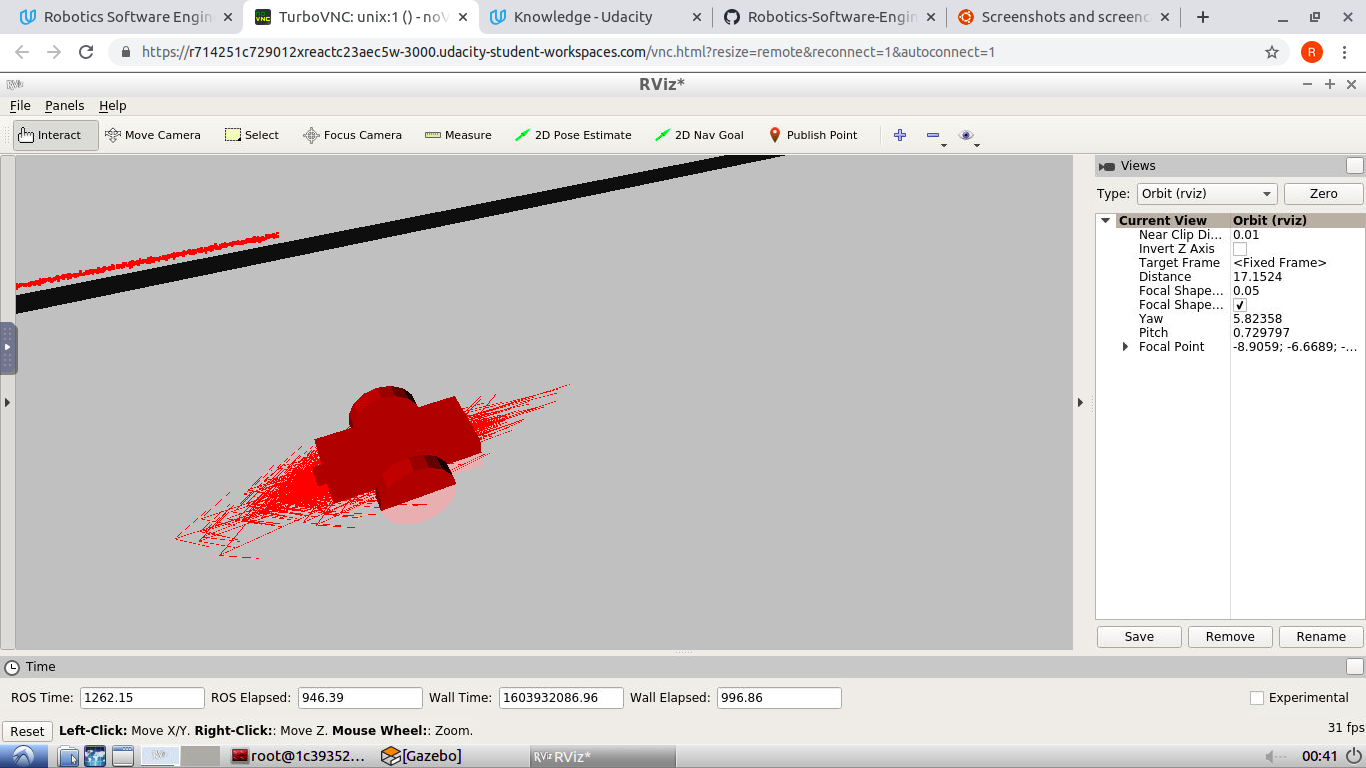 Robotics Software Engin
TurboVNC: unix:1 () - noV
Knowledge - Udacity
Robotics-Software-Engin
Screenshots and screenc
https://r714251c729012xreactc23aec5w-3000.udacity-student-workspaces.com/vnc.html?resize=remote&reconnect=1&autoconnect=1
R
RViz*
File Panels Help
Interact Move Camera Select Focus Camera Measure 2D Pose Estimate 2D Nav Goal Publish Point
Views
Type: Orbit (rviz) Zero
Current View Orbit (rviz)
Near Clip Di... 0.01
Invert Z Axis
Target Frame <Fixed Frame>
Distance 17.1524
Focal Shape... 0.05
Focal Shape...
Yaw 5.82358
Pitch 0.729797
Focal Point -8.9059; -6.6689; -...
Save Remove Rename
Time
ROS Time: 1262.15 ROS Elapsed: 946.39 Wall Time: 1603932086.96 Wall Elapsed: 996.86 Experimental
Reset Left-Click: Move X/Y. Right-Click:: Move Z. Mouse Wheel:: Zoom. 31 fps
root@1c39352... [Gazebo] RViz RViz* 00:41